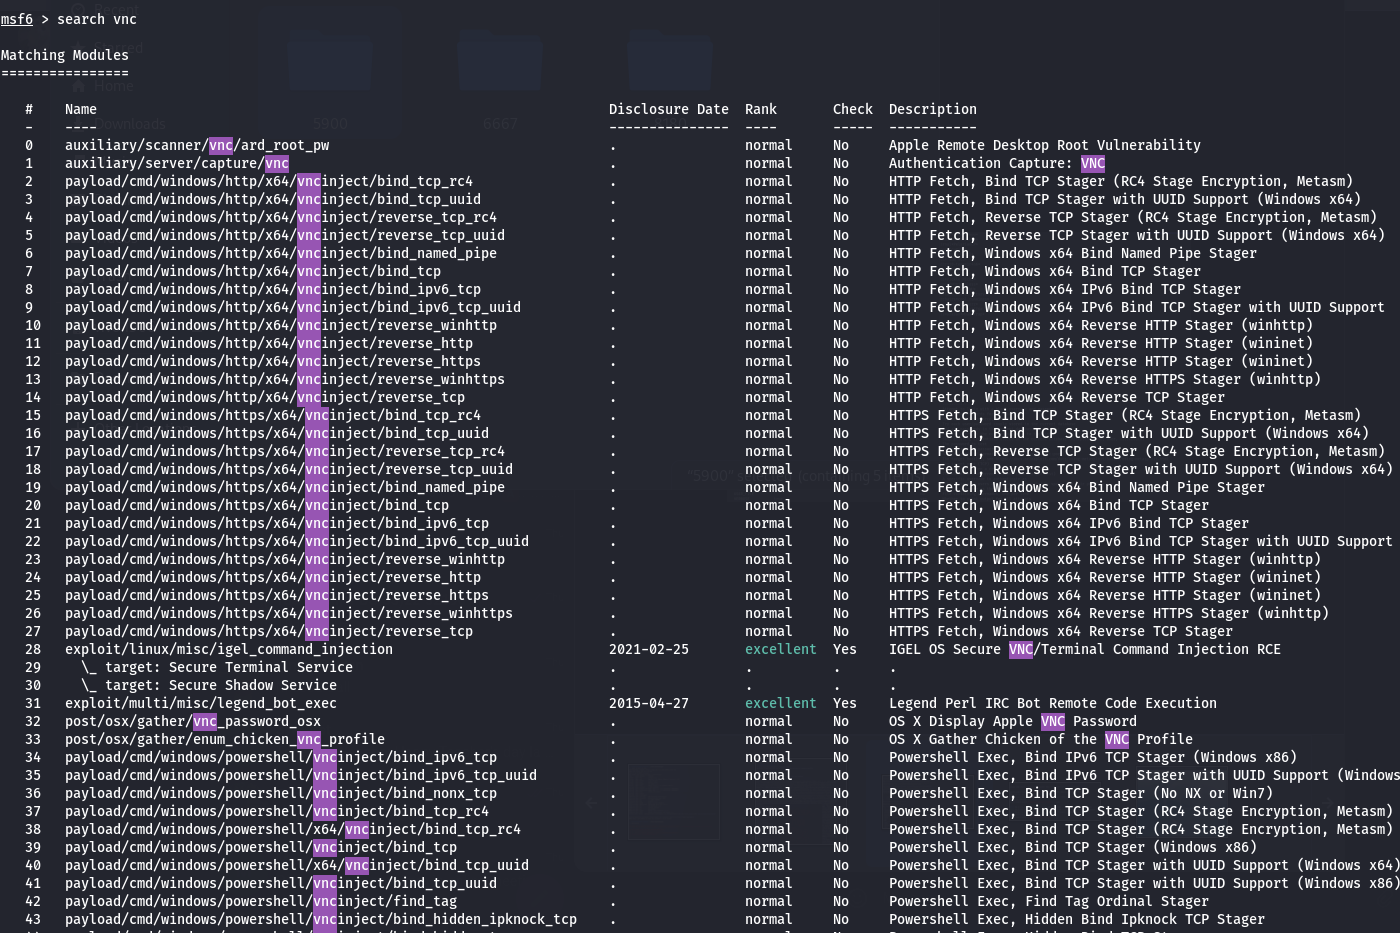 msf6 > search vnc
Matching Modules
================
# Name Disclosure Date Rank Check Description
- ---- --------------- ---- ----- -----------
0 auxiliary/scanner/vnc/ard_root_pw . normal No Apple Remote Desktop Root Vulnerability
1 auxiliary/server/capture/vnc . normal No Authentication Capture: VNC
2 payload/cmd/windows/http/x64/vncinject/bind_tcp_rc4 . normal No HTTP Fetch, Bind TCP Stager (RC4 Stage Encryption, Metasm)
3 payload/cmd/windows/http/x64/vncinject/bind_tcp_uuid . normal No HTTP Fetch, Bind TCP Stager with UUID Support (Windows x64)
4 payload/cmd/windows/http/x64/vncinject/reverse_tcp_rc4 . normal No HTTP Fetch, Reverse TCP Stager (RC4 Stage Encryption, Metasm)
5 payload/cmd/windows/http/x64/vncinject/reverse_tcp_uuid . normal No HTTP Fetch, Reverse TCP Stager with UUID Support (Windows x64)
6 payload/cmd/windows/http/x64/vncinject/bind_named_pipe . normal No HTTP Fetch, Windows x64 Bind Named Pipe Stager
7 payload/cmd/windows/http/x64/vncinject/bind_tcp . normal No HTTP Fetch, Windows x64 Bind TCP Stager
8 payload/cmd/windows/http/x64/vncinject/bind_ipv6_tcp . normal No HTTP Fetch, Windows x64 IPv6 Bind TCP Stager
9 payload/cmd/windows/http/x64/vncinject/bind_ipv6_tcp_uuid . normal No HTTP Fetch, Windows x64 IPv6 Bind TCP Stager with UUID Support
10 payload/cmd/windows/http/x64/vncinject/reverse_winhttp . normal No HTTP Fetch, Windows x64 Reverse HTTP Stager (winhttp)
11 payload/cmd/windows/http/x64/vncinject/reverse_http . normal No HTTP Fetch, Windows x64 Reverse HTTP Stager (wininet)
12 payload/cmd/windows/http/x64/vncinject/reverse_https . normal No HTTP Fetch, Windows x64 Reverse HTTP Stager (wininet)
13 payload/cmd/windows/http/x64/vncinject/reverse_winhttps . normal No HTTP Fetch, Windows x64 Reverse HTTPS Stager (winhttp)
14 payload/cmd/windows/http/x64/vncinject/reverse_tcp . normal No HTTP Fetch, Windows x64 Reverse TCP Stager
15 payload/cmd/windows/https/x64/vncinject/bind_tcp_rc4 . normal No HTTPS Fetch, Bind TCP Stager (RC4 Stage Encryption, Metasm)
16 payload/cmd/windows/https/x64/vncinject/bind_tcp_uuid . normal No HTTPS Fetch, Bind TCP Stager with UUID Support (Windows x64)
17 payload/cmd/windows/https/x64/vncinject/reverse_tcp_rc4 . normal No HTTPS Fetch, Reverse TCP Stager (RC4 Stage Encryption, Metasm)
18 payload/cmd/windows/https/x64/vncinject/reverse_tcp_uuid . normal No HTTPS Fetch, Reverse TCP Stager with UUID Support (Windows x64)
19 payload/cmd/windows/https/x64/vncinject/bind_named_pipe . normal No HTTPS Fetch, Windows x64 Bind Named Pipe Stager
20 payload/cmd/windows/https/x64/vncinject/bind_tcp . normal No HTTPS Fetch, Windows x64 Bind TCP Stager
21 payload/cmd/windows/https/x64/vncinject/bind_ipv6_tcp . normal No HTTPS Fetch, Windows x64 IPv6 Bind TCP Stager
22 payload/cmd/windows/https/x64/vncinject/bind_ipv6_tcp_uuid . normal No HTTPS Fetch, Windows x64 IPv6 Bind TCP Stager with UUID Support
23 payload/cmd/windows/https/x64/vncinject/reverse_winhttp . normal No HTTPS Fetch, Windows x64 Reverse HTTP Stager (winhttp)
24 payload/cmd/windows/https/x64/vncinject/reverse_http . normal No HTTPS Fetch, Windows x64 Reverse HTTP Stager (wininet)
25 payload/cmd/windows/https/x64/vncinject/reverse_https . normal No HTTPS Fetch, Windows x64 Reverse HTTP Stager (wininet)
26 payload/cmd/windows/https/x64/vncinject/reverse_winhttps . normal No HTTPS Fetch, Windows x64 Reverse HTTPS Stager (winhttp)
27 payload/cmd/windows/https/x64/vncinject/reverse_tcp . normal No HTTPS Fetch, Windows x64 Reverse TCP Stager
28 exploit/linux/misc/igel_command_injection 2021-02-25 excellent Yes IGEL OS Secure VNC/Terminal Command Injection RCE
29 \_ target: Secure Terminal Service . . . .
30 \_ target: Secure Shadow Service . . . .
31 exploit/multi/misc/legend_bot_exec 2015-04-27 excellent Yes Legend Perl IRC Bot Remote Code Execution
32 post/osx/gather/vnc_password_osx . normal No OS X Display Apple VNC Password
33 post/osx/gather/enum_chicken_vnc_profile . normal No OS X Gather Chicken of the VNC Profile
34 payload/cmd/windows/powershell/vncinject/bind_ipv6_tcp . normal No Powershell Exec, Bind IPv6 TCP Stager (Windows x86)
35 payload/cmd/windows/powershell/vncinject/bind_ipv6_tcp_uuid . normal No Powershell Exec, Bind IPv6 TCP Stager with UUID Support (Windows
36 payload/cmd/windows/powershell/vncinject/bind_nonx_tcp . normal No Powershell Exec, Bind TCP Stager (No NX or Win7)
37 payload/cmd/windows/powershell/vncinject/bind_tcp_rc4 . normal No Powershell Exec, Bind TCP Stager (RC4 Stage Encryption, Metasm)
38 payload/cmd/windows/powershell/x64/vncinject/bind_tcp_rc4 . normal No Powershell Exec, Bind TCP Stager (RC4 Stage Encryption, Metasm)
39 payload/cmd/windows/powershell/vncinject/bind_tcp . normal No Powershell Exec, Bind TCP Stager (Windows x86)
40 payload/cmd/windows/powershell/x64/vncinject/bind_tcp_uuid . normal No Powershell Exec, Bind TCP Stager with UUID Support (Windows x64)
41 payload/cmd/windows/powershell/vncinject/bind_tcp_uuid . normal No Powershell Exec, Bind TCP Stager with UUID Support (Windows x86)
42 payload/cmd/windows/powershell/vncinject/find_tag . normal No Powershell Exec, Find Tag Ordinal Stager
43 payload/cmd/windows/powershell/vncinject/bind_hidden_ipknock_tcp . normal No Powershell Exec, Hidden Bind Ipknock TCP Stager